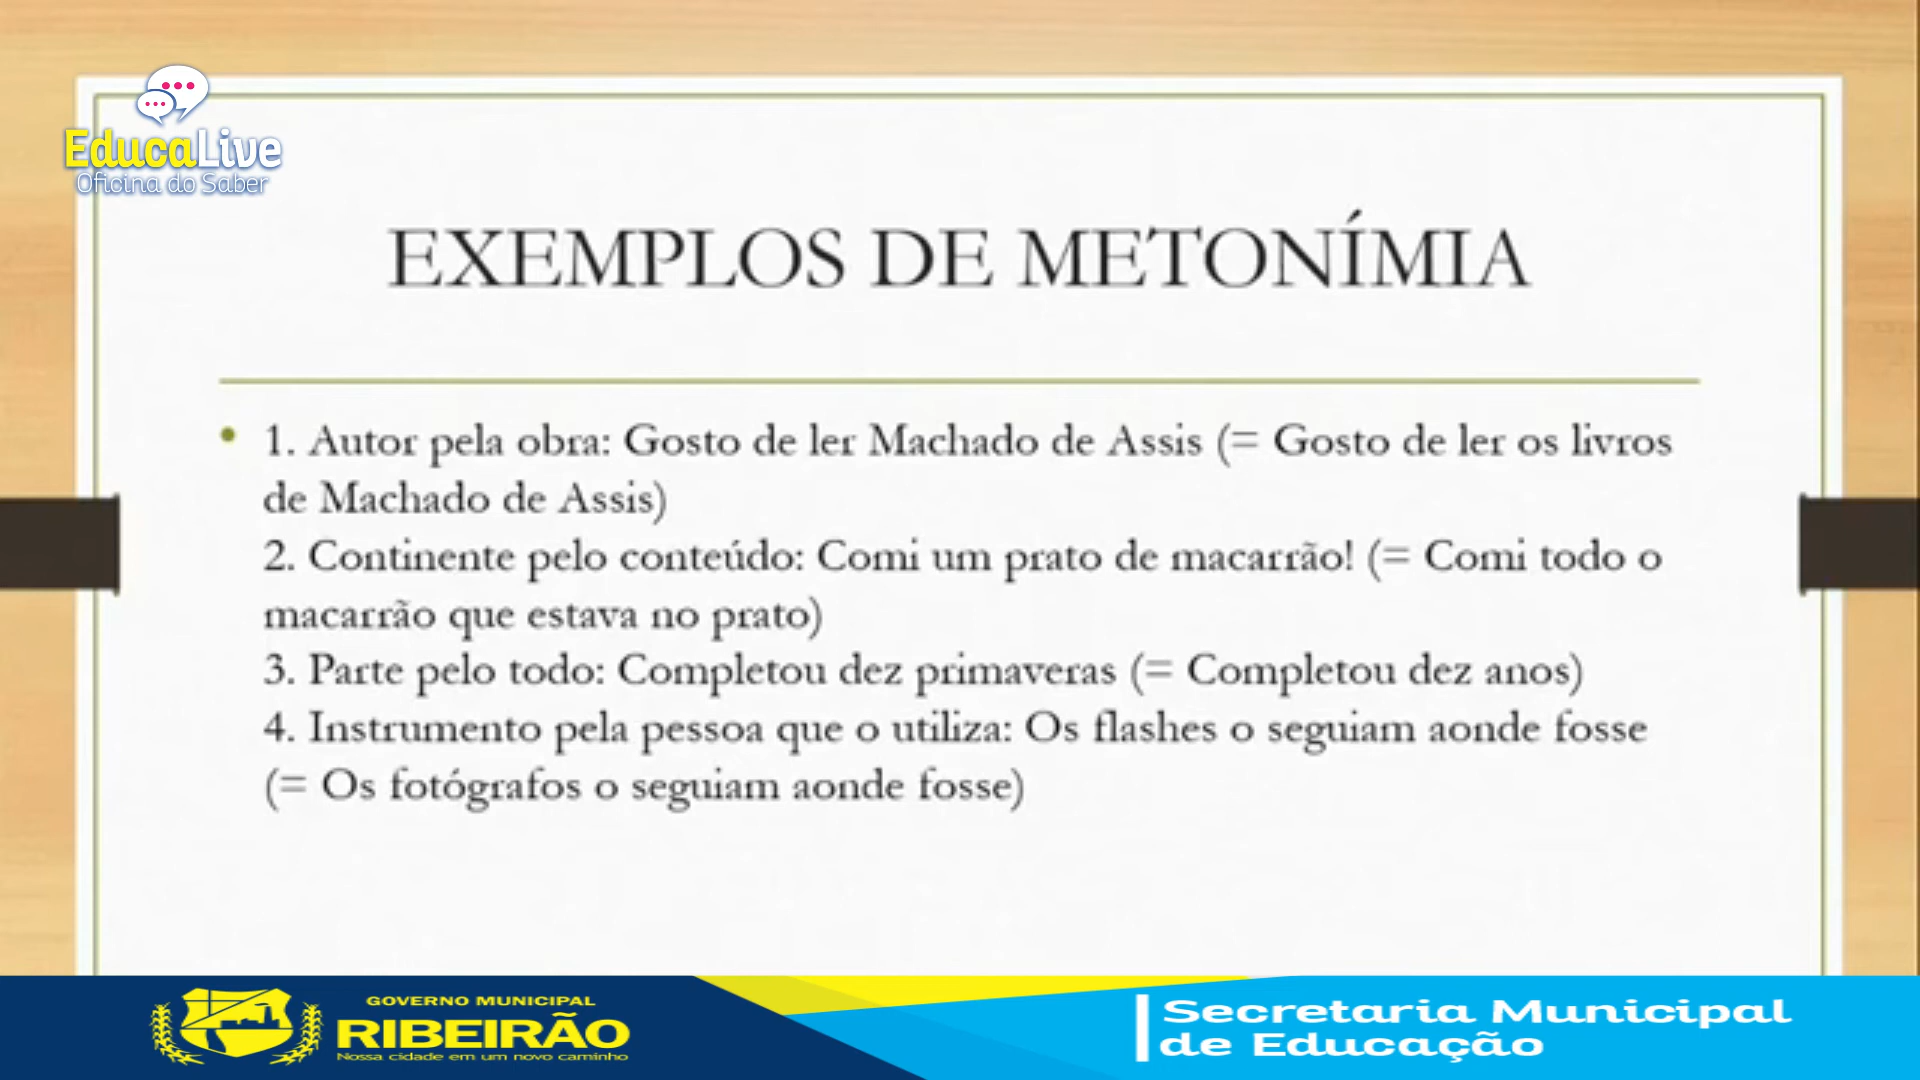 EducaLive
Oficina do Saber
EXEMPLOS DE METONÍMIA
• 1. Autor pela obra: Gosto de ler Machado de Assis (= Gosto de ler os livros
de Machado de Assis)
2. Continente pelo conteúdo: Comi um prato de macarrão! (= Comi todo o
macarrão que estava no prato)
3. Parte pelo todo: Completou dez primaveras (= Completou dez anos)
4. Instrumento pela pessoa que o utiliza: Os flashes o seguiam aonde fosse
(= Os fotógrafos o seguiam aonde fosse)
GOVERNO MUNICIPAL
RIBEIRÃO
Nossa cidade em um novo caminho
Secretaria Municipal
de Educação